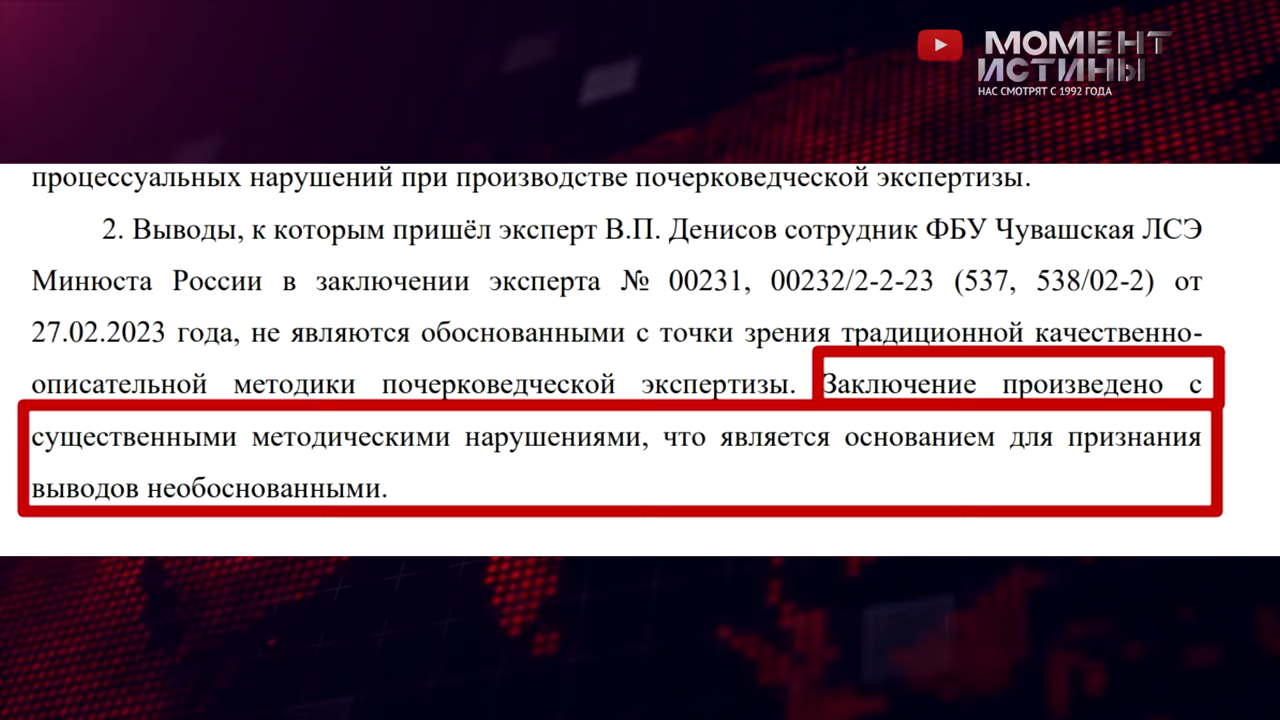 МОМЕНТ
ИСТИНЫ
НАС СМОТРЯТ С 1992 ГОДА
процессуальных нарушений при производстве почерковедческой экспертизы.
2. Выводы, к которым пришёл эксперт В.П. Денисов сотрудник ФБУ Чувашская ЛСЭ
Минюста России в заключении эксперта № 00231, 00232/2-2-23 (537, 538/02-2) от
27.02.2023 года, не являются обоснованными с точки зрения традиционной качественно-
описательной методики почерковедческой экспертизы. Заключение произведено с
существенными методическими нарушениями, что является основанием для признания
выводов необоснованными.